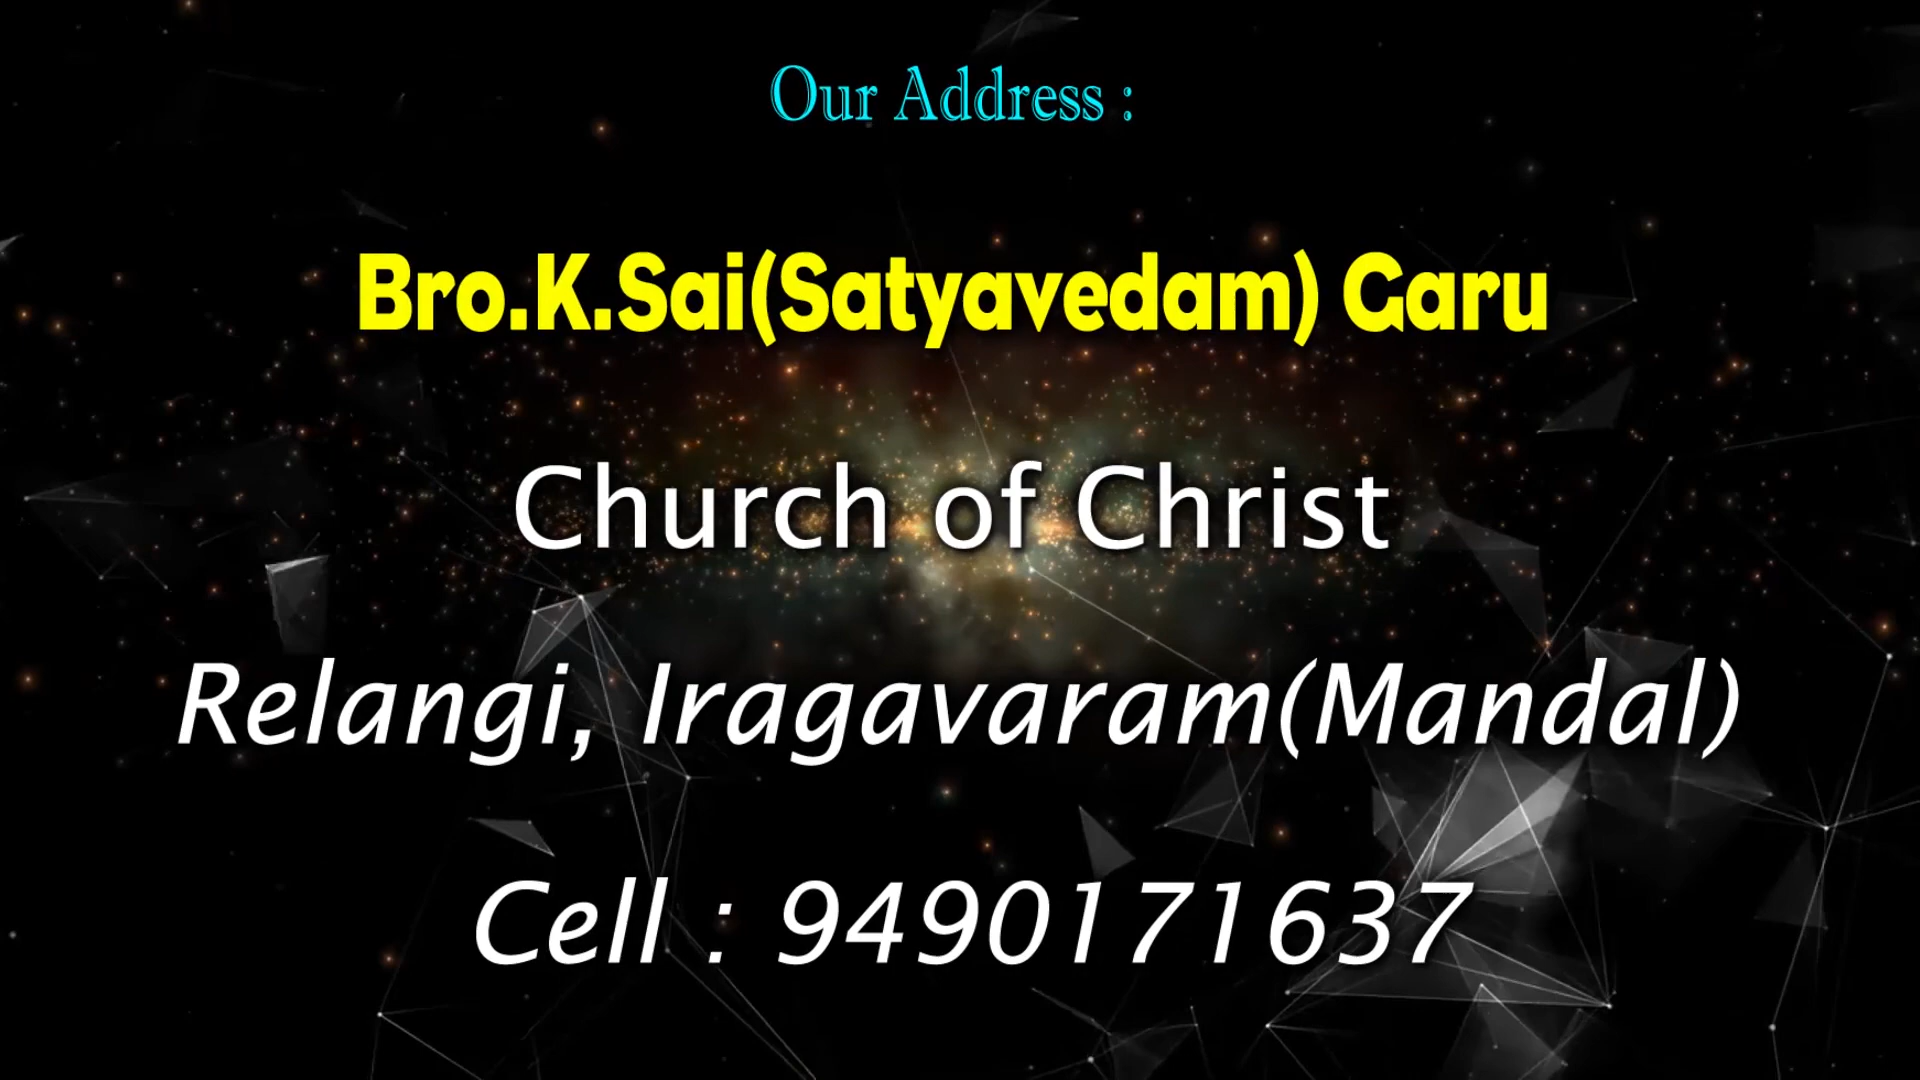 Our Address :
Bro.K.Sai(Satyavedam) Garu
Church of Christ
Relangi, Iragavaram(Mandal)
Cell : 9490171637